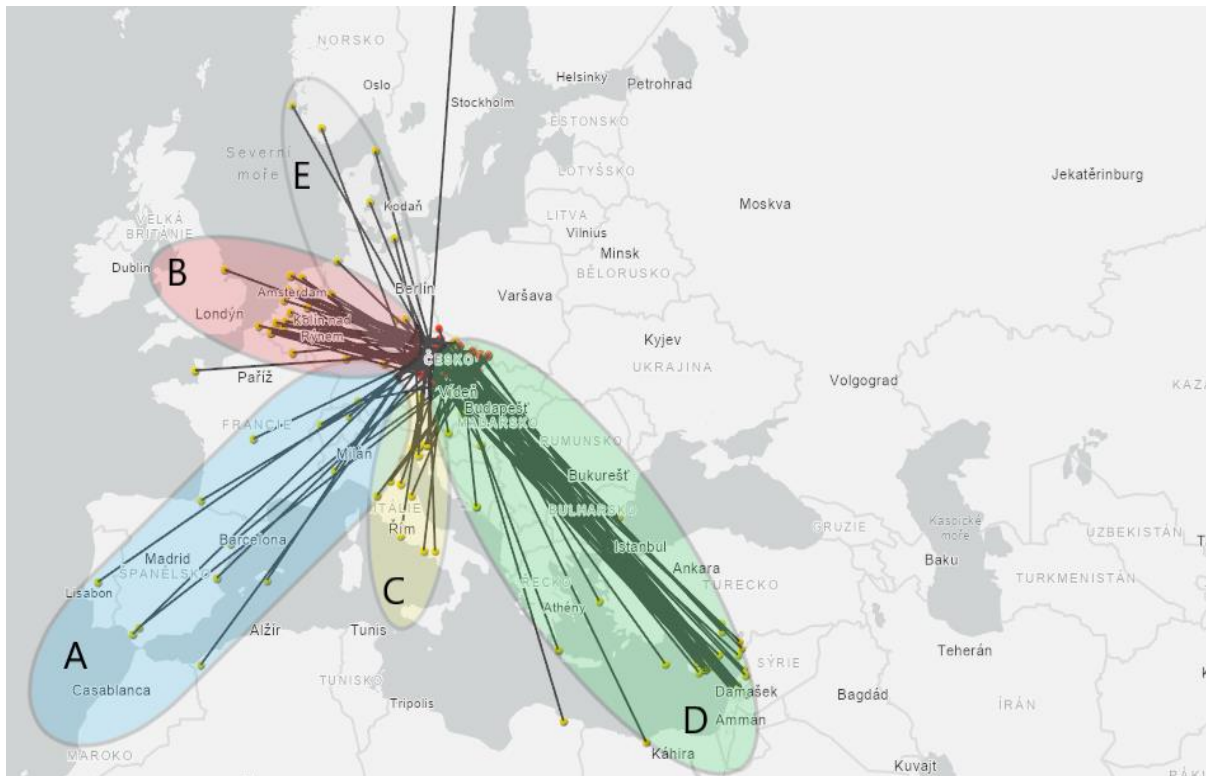 NORSKO
Oslo
Helsinky
Petrohrad
Stockholm
ESTONSKO
Severní
moře
E
LOTYŠSKO
Jekatěrinburg
Kodaň
LITVA
Moskva
VELKÁ
BRITÁNIE
Vilnius
Minsk
BĚLORUSKO
Dublin
B
Amsterdam
Berlín
Varšava
Londýn
Kolín nad
Rýnem
Kyjev
ČESKO
UKRAJINA
Paříž
Volgograd
KAZA
Vídeň
Budapešť
MAĎARSKO
FRANCIE
RUMUNSKO
Milán
Bukurešť
ITÁLIE
BULHARSKO
Řím
GRUZIE
Kaspické
moře
UZBEKISTÁN
Barcelona
Istanbul
Madrid
ŠPANĚLSKO
Baku
Ankara
TURECKO
TURKMENISTÁN
Lisabon
ŘECKO
C
Athény
Alžír
Tunis
Teherán
A
SÝRIE
TUNISKO
Casablanca
Damašek
Bagdád
Tripolis
D
Ammán
ÍRÁN
MAROKO
Káhira
Kuvajt